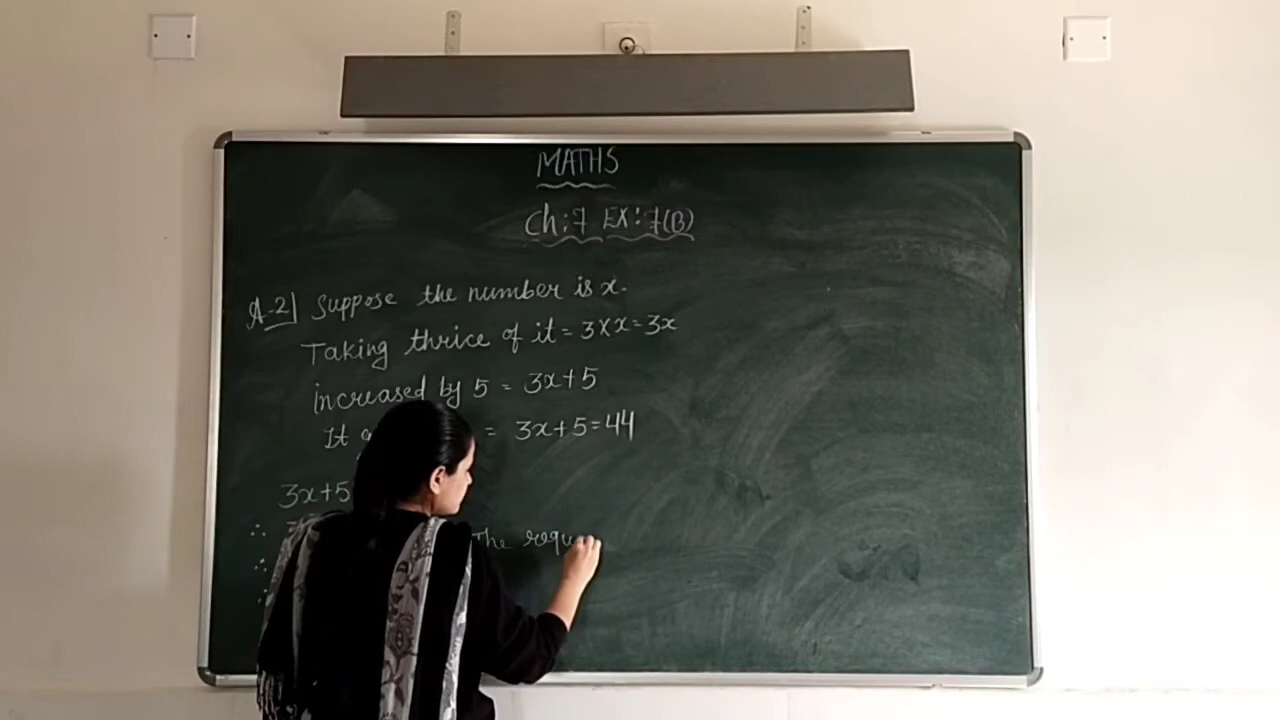 MATHS
Ch:7 EX:7(B)
A-2] Suppose the number is x.
Taking thrice of it = 3×x=3x
increased by 5 = 3x+5
It = 3x+5=44
3x+5
∴
∴ The requ
∴